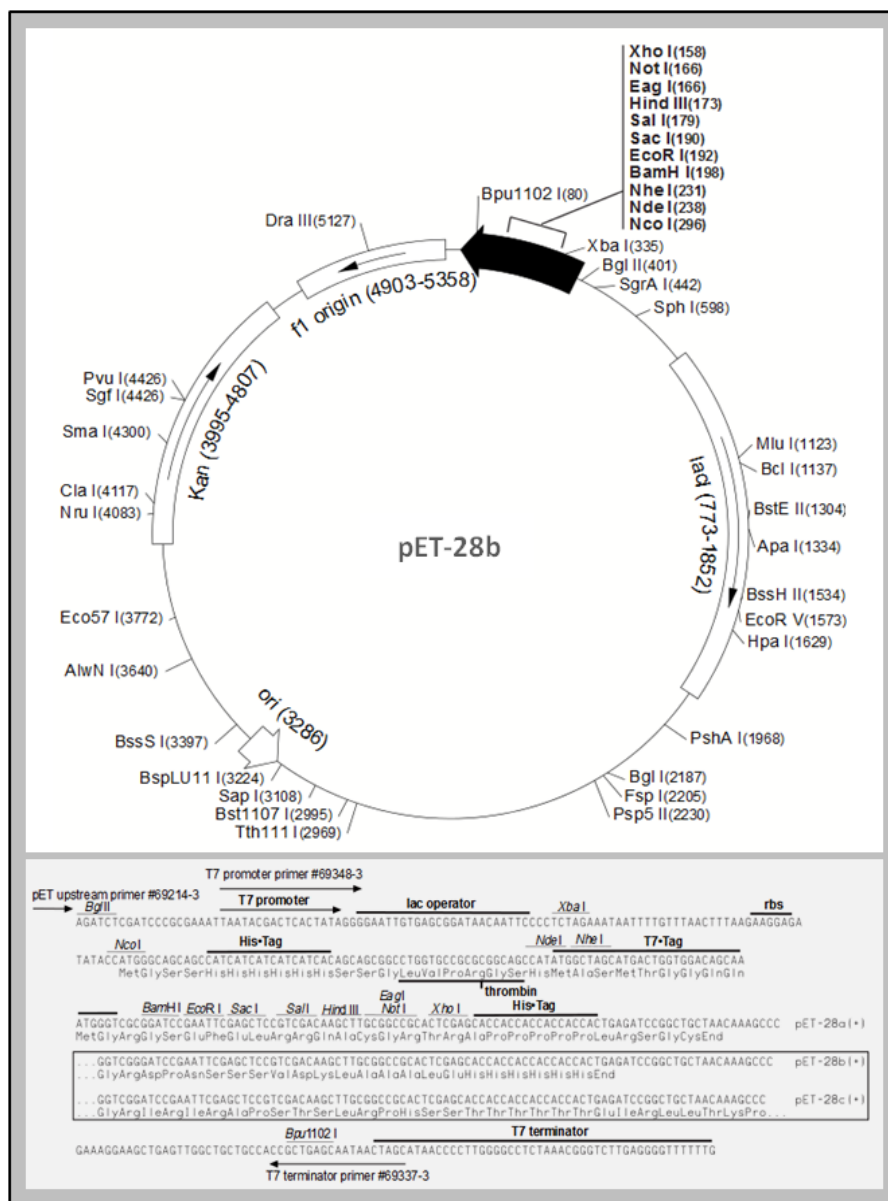 Xho I(158)
Not I(166)
Eag I(166)
Hind III(173)
Sal I(179)
Sac I(190)
EcoR I(192)
BamH I(198)
Nhe I(231)
Nde I(238)
Nco I(296)
Bpu1102 I(80)
Dra III(5127)
Xba I(335)
Bgl II(401)
SgrA I(442)
Sph I(598)
f1 origin (4903-5358)
Pvu I(4426)
Sgf I(4426)
Sma I(4300)
Kan (3995-4807)
Cla I(4117)
Nru I(4083)
Mlu I(1123)
Bcl I(1137)
lacI (773-1852)
BstE II(1304)
Apa I(1334)
pET-28b
BssH II(1534)
EcoR V(1573)
Hpa I(1629)
Eco57 I(3772)
AlwN I(3640)
ori (3286)
BssS I(3397)
PshA I(1968)
BspLU11 I(3224)
Sap I(3108)
Bst1107 I(2995)
Tth111 I(2969)
Bgl I(2187)
Fsp I(2205)
Psp5 II(2230)
T7 promoter primer #69348-3
pET upstream primer #69214-3
BglII T7 promoter lac operator XbaI rbs
AGATCTCGATCCCGCGAAATTAATACGACTCACTATAGGGGAATTGTGAGCGGATAACAATTCCCCTCTAGAAATAATTTTGTTTAACTTTAAGAAGGAGA
NcoI His•Tag NdeI NheI T7•Tag
TATACCATGGGCAGCAGCCATCATCATCATCATCACAGCAGCGGCCTGGTGCCGCGCGGCAGCCATATGGCTAGCATGACTGGTGGACAGCAA
MetGlySerSerHisHisHisHisHisHisSerSerGlyLeuValProArgGlySerHisMetAlaSerMetThrGlyGlyGlnGln
thrombin
BamHI EcoRI SacI SalI HindIII EagI NotI XhoI His•Tag
ATGGGTCGCGGATCCGAATTCGAGCTCCGTCGACAAGCTTGCGGCCGCACTCGAGCACCACCACCACCACCACTGAGATCCGGCTGCTAACAAAGCCC pET-28a(+)
MetGlyArgGlySerGluPheGluLeuArgArgGlnAlaCysGlyArgThrArgAlaProProProProProLeuArgSerGlyCysEnd
...GGTCGGGATCCGAATTCGAGCTCCGTCGACAAGCTTGCGGCCGCACTCGAGCACCACCACCACCACCACTGAGATCCGGCTGCTAACAAAGCCC pET-28b(+)
...GlyArgAspProAsnSerSerSerValAspLysLeuAlaAlaAlaLeuGluHisHisHisHisHisHisEnd
...GGTCGGATCCGAATTCGAGCTCCGTCGACAAGCTTGCGGCCGCACTCGAGCACCACCACCACCACCACTGAGATCCGGCTGCTAACAAAGCCC pET-28c(+)
...GlyArgIleArgIleArgAlaProSerThrSerLeuArgProHisSerSerThrThrThrThrThrThrGluIleArgLeuLeuThrLysPro...
Bpu1102 I T7 terminator
GAAAGGAAGCTGAGTTGGCTGCTGCCACCGCTGAGCAATAACTAGCATAACCCCTTGGGGCCTCTAAACGGGTCTTGAGGGGTTTTTTG
T7 terminator primer #69337-3